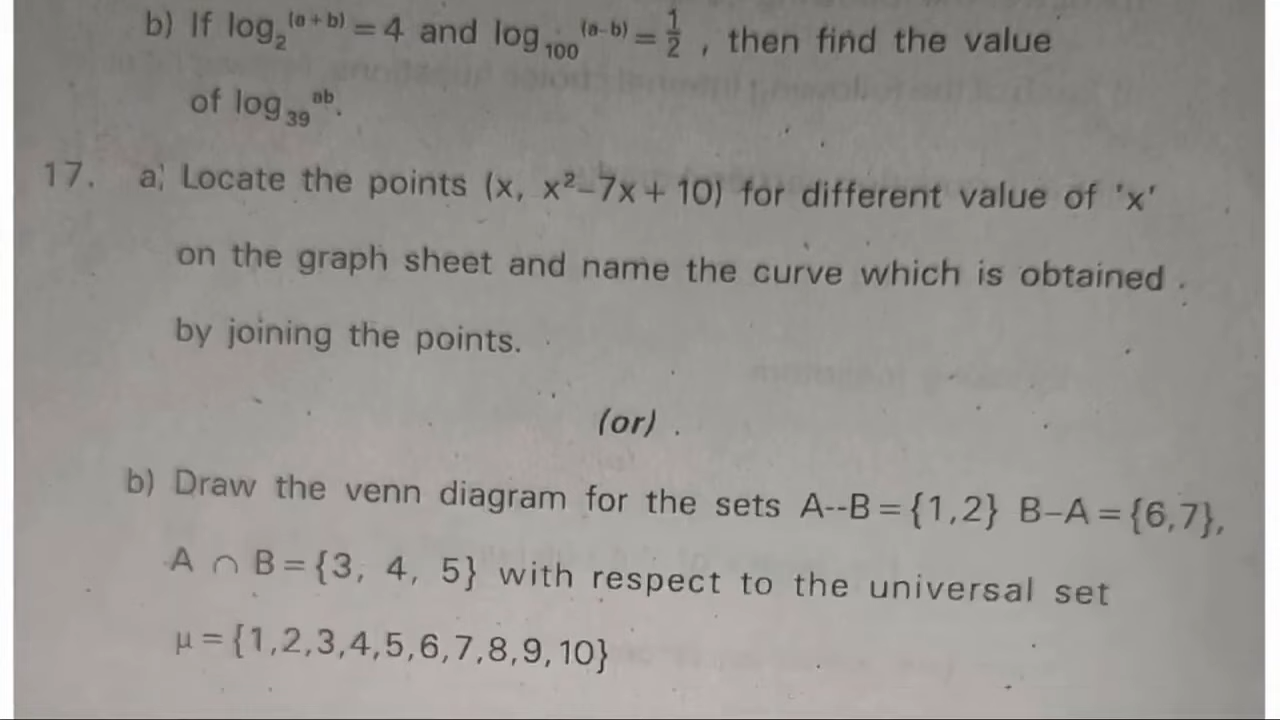 b) If log₂⁽ᵃ⁺ᵇ⁾ = 4 and log₁₀₀⁽ᵃ⁻ᵇ⁾ = 1/2 , then find the value
of log₃₉ᵃᵇ.
17. a) Locate the points (x, x²–7x+10) for different value of 'x'
on the graph sheet and name the curve which is obtained
by joining the points.
(or) .
b) Draw the venn diagram for the sets A--B={1,2} B–A={6,7},
A ∩ B={3, 4, 5} with respect to the universal set
μ={1,2,3,4,5,6,7,8,9,10}